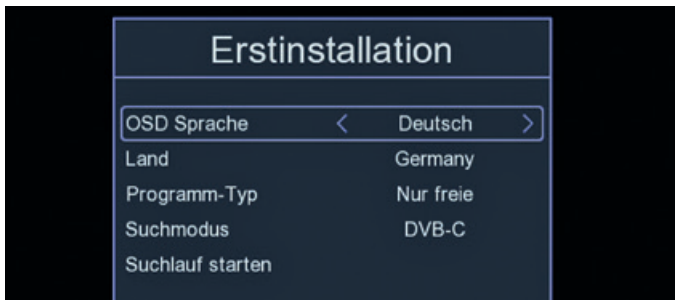 Erstinstallation
OSD Sprache < Deutsch >
Land Germany
Programm-Typ Nur freie
Suchmodus DVB-C
Suchlauf starten